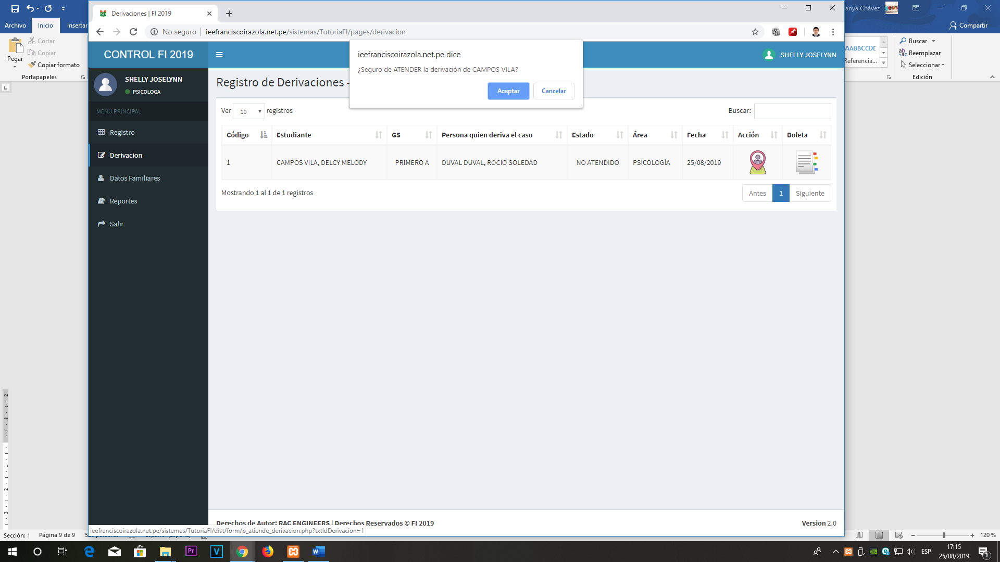 Derivaciones | FI 2019
anya Chávez
Archivo Inicio Insertar
Compartir
No seguro | ieefranciscoirazola.net.pe/sistemas/TutoriaFI/pages/derivacion
Pegar
Cortar
Copiar
Copiar formato
Portapapeles
AABBCCDE
Referencia...
Buscar
Reemplazar
Seleccionar
Edición
CONTROL FI 2019
SHELLY JOSELYNN
ieefranciscoirazola.net.pe dice
¿Seguro de ATENDER la derivación de CAMPOS VILA?
Aceptar Cancelar
SHELLY JOSELYNN
PSICOLOGA
MENU PRINCIPAL
Registro
Derivacion
Datos Familiares
Reportes
Salir
Registro de Derivaciones -
Ver 10 registros
Buscar:
Código Estudiante GS Persona quien deriva el caso Estado Área Fecha Acción Boleta
1 CAMPOS VILA, DELCY MELODY PRIMERO A DUVAL DUVAL, ROCIO SOLEDAD NO ATENDIDO PSICOLOGÍA 25/08/2019
Mostrando 1 al 1 de 1 registros
Antes 1 Siguiente
Derechos de Autor: RAC ENGINEERS | Derechos Reservados © FI 2019
Version 2.0
ieefranciscoirazola.net.pe/sistemas/TutoriaFI/dist/form/p_atiende_derivacion.php?txtIdDerivacion=1
Sección: 1 Página 9 de 9
120 %
ESP
17:15
25/08/2019
1